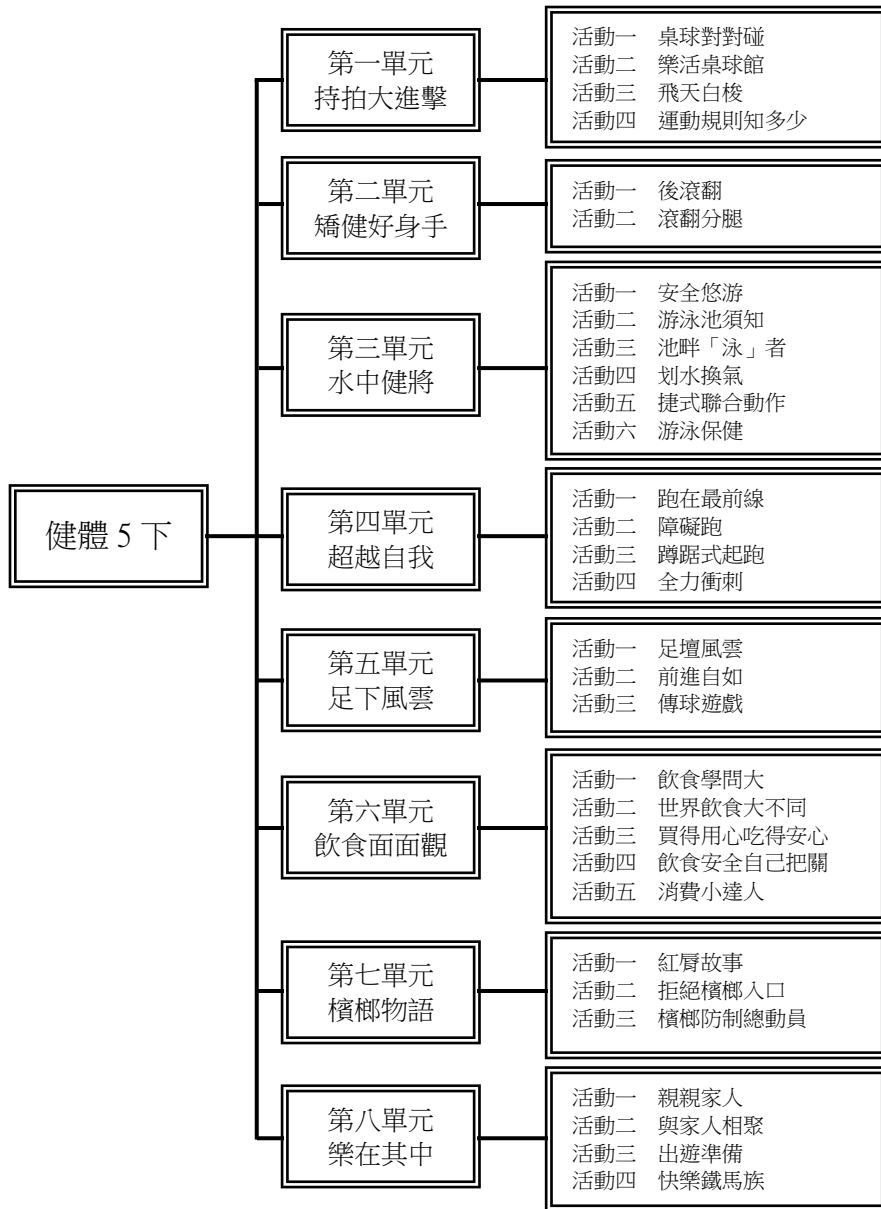 健體 5 下
第一單元
持拍大進擊
活動一 桌球對對碰
活動二 樂活桌球館
活動三 飛天白梭
活動四 運動規則知多少
第二單元
矯健好身手
活動一 後滾翻
活動二 滾翻分腿
第三單元
水中健將
活動一 安全悠游
活動二 游泳池須知
活動三 池畔「泳」者
活動四 划水換氣
活動五 捷式聯合動作
活動六 游泳保健
第四單元
超越自我
活動一 跑在最前線
活動二 障礙跑
活動三 蹲踞式起跑
活動四 全力衝刺
第五單元
足下風雲
活動一 足壇風雲
活動二 前進自如
活動三 傳球遊戲
第六單元
飲食面面觀
活動一 飲食學問大
活動二 世界飲食大不同
活動三 買得用心吃得安心
活動四 飲食安全自己把關
活動五 消費小達人
第七單元
檳榔物語
活動一 紅脣故事
活動二 拒絕檳榔入口
活動三 檳榔防制總動員
第八單元
樂在其中
活動一 親親家人
活動二 與家人相聚
活動三 出遊準備
活動四 快樂鐵馬族